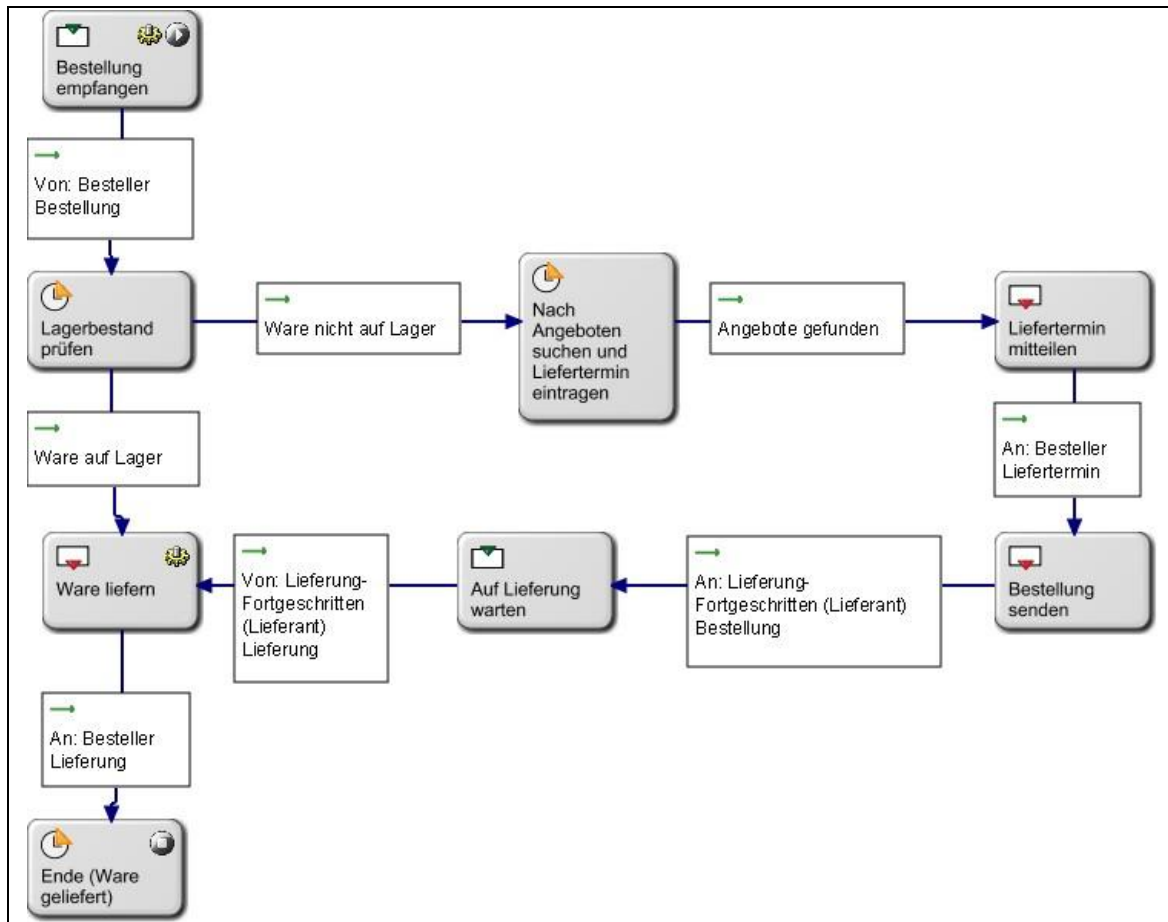 Bestellung
empfangen
Von: Besteller
Bestellung
Lagerbestand
prüfen
Ware nicht auf Lager
Nach
Angeboten
suchen und
Liefertermin
eintragen
Angebote gefunden
Liefertermin
mitteilen
Ware auf Lager
An: Besteller
Liefertermin
Ware liefern
Von: Lieferung-
Fortgeschritten
(Lieferant)
Lieferung
Auf Lieferung
warten
An: Lieferung-
Fortgeschritten (Lieferant)
Bestellung
Bestellung
senden
An: Besteller
Lieferung
Ende (Ware
geliefert)